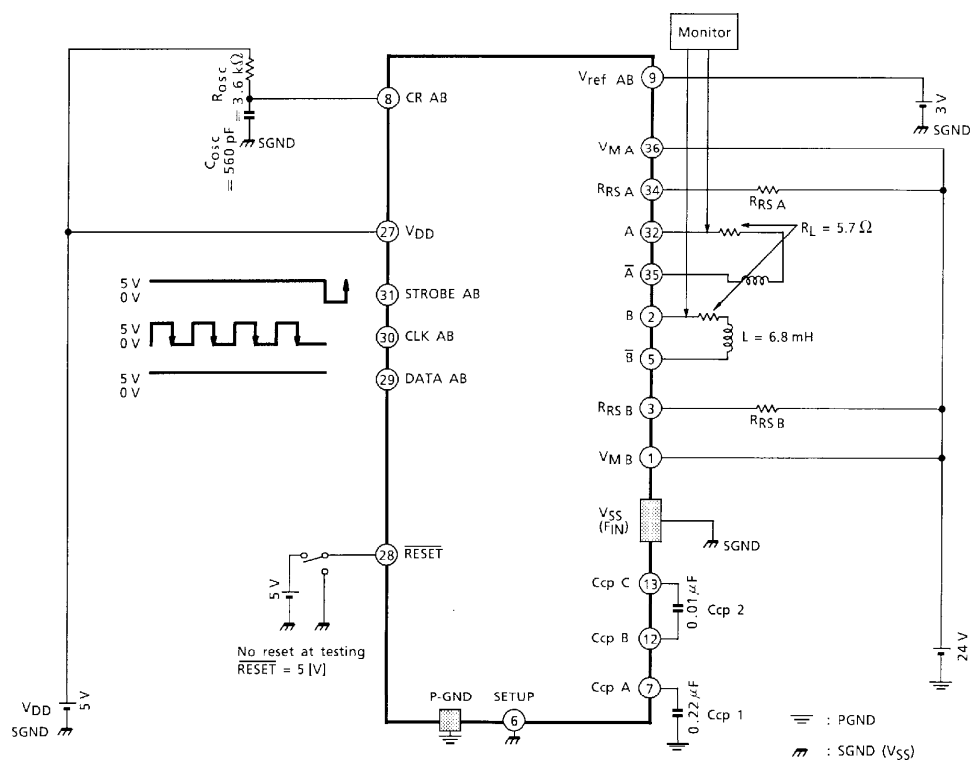 Monitor
Rosc = 3.6 kΩ
Cosc = 560 pF
SGND
8 CR AB
Vref AB 9
3 V
SGND
VM A 36
RRS A 34
RRS A
A 32
RL = 5.7 Ω
A̅ 35
B 2
L = 6.8 mH
B̅ 5
27 VDD
5 V
0 V
31 STROBE AB
5 V
0 V
30 CLK AB
5 V
0 V
29 DATA AB
RRS B 3
RRS B
VM B 1
VSS
(FIN)
SGND
28 R̅E̅S̅E̅T̅
5 V
No reset at testing
R̅E̅S̅E̅T̅ = 5 [V]
Ccp C 13
0.01 μF
Ccp 2
Ccp B 12
24 V
Ccp A 7
0.22 μF
Ccp 1
P-GND
SETUP
6
VDD
5 V
SGND
: PGND
: SGND (VSS)